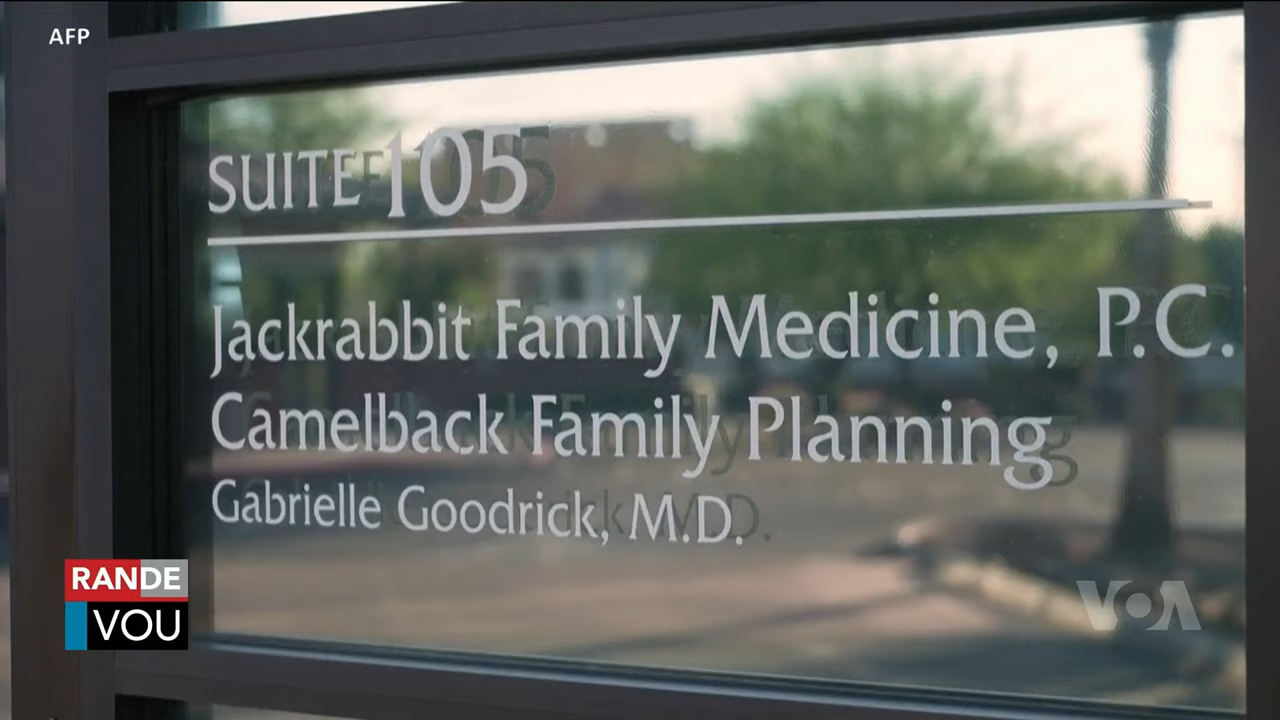 AFP
SUITE 105
Jackrabbit Family Medicine, P.C.
Camelback Family Planning
Gabrielle Goodrick, M.D.
RANDE
VOU
VOA